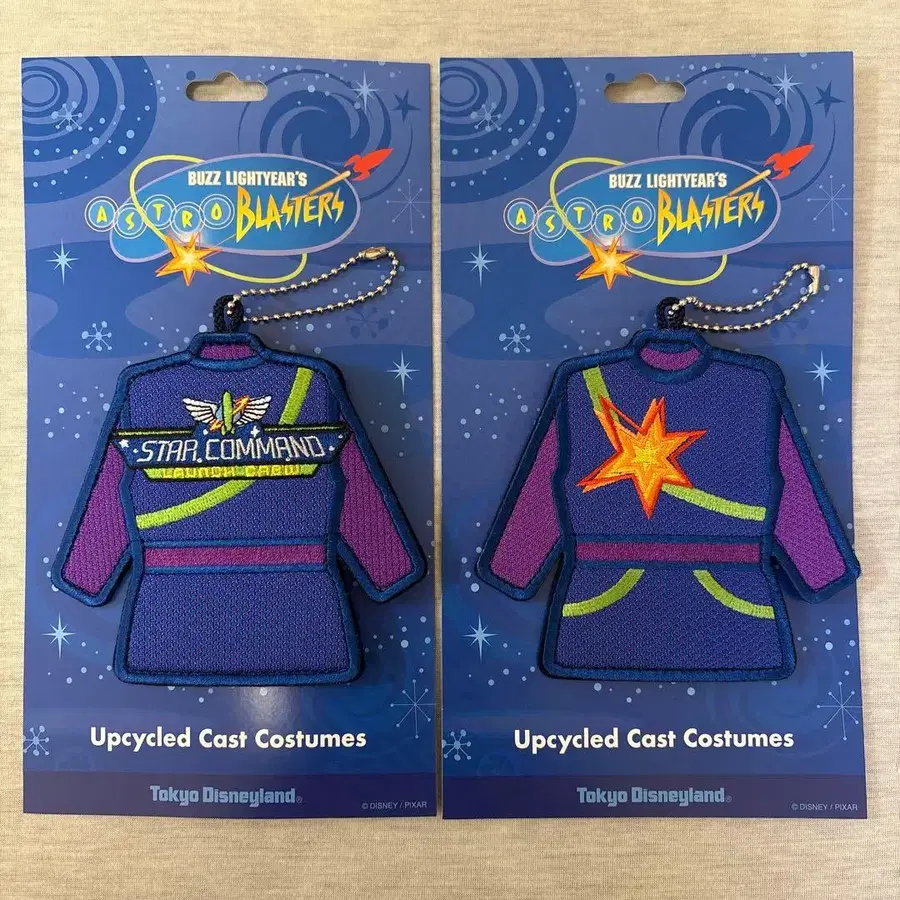 BUZZ LIGHTYEAR'S
ASTRO BLASTERS
STAR COMMAND
LAUNCH CREW
Upcycled Cast Costumes
Tokyo Disneyland®
© DISNEY / PIXAR
BUZZ LIGHTYEAR'S
ASTRO BLASTERS
Upcycled Cast Costumes
Tokyo Disneyland®
© DISNEY / PIXAR